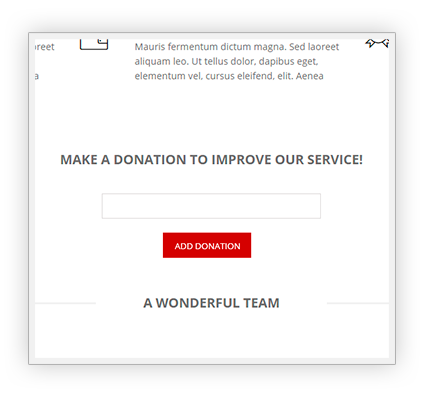 oreet
Mauris fermentum dictum magna. Sed laoreet
aliquam leo. Ut tellus dolor, dapibus eget,
a
elementum vel, cursus eleifend, elit. Aenea
MAKE A DONATION TO IMPROVE OUR SERVICE!
ADD DONATION
A WONDERFUL TEAM